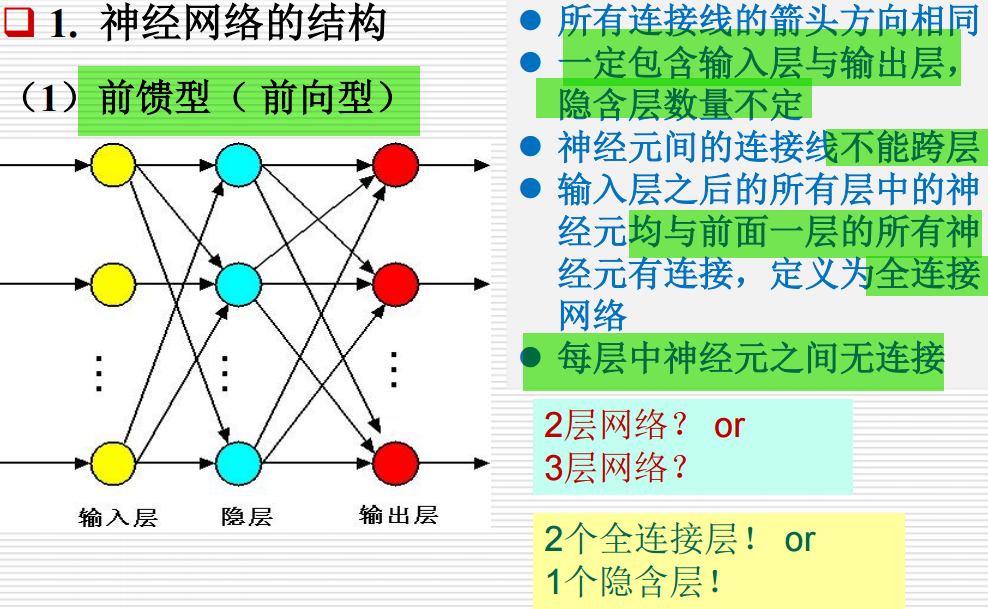 1. 神经网络的结构
（1）前馈型（ 前向型）
输入层
隐层
输出层
● 所有连接线的箭头方向相同
● 一定包含输入层与输出层，
隐含层数量不定
● 神经元间的连接线不能跨层
● 输入层之后的所有层中的神
经元均与前面一层的所有神
经元有连接，定义为全连接
网络
● 每层中神经元之间无连接
2层网络？ or
3层网络？
2个全连接层！ or
1个隐含层！